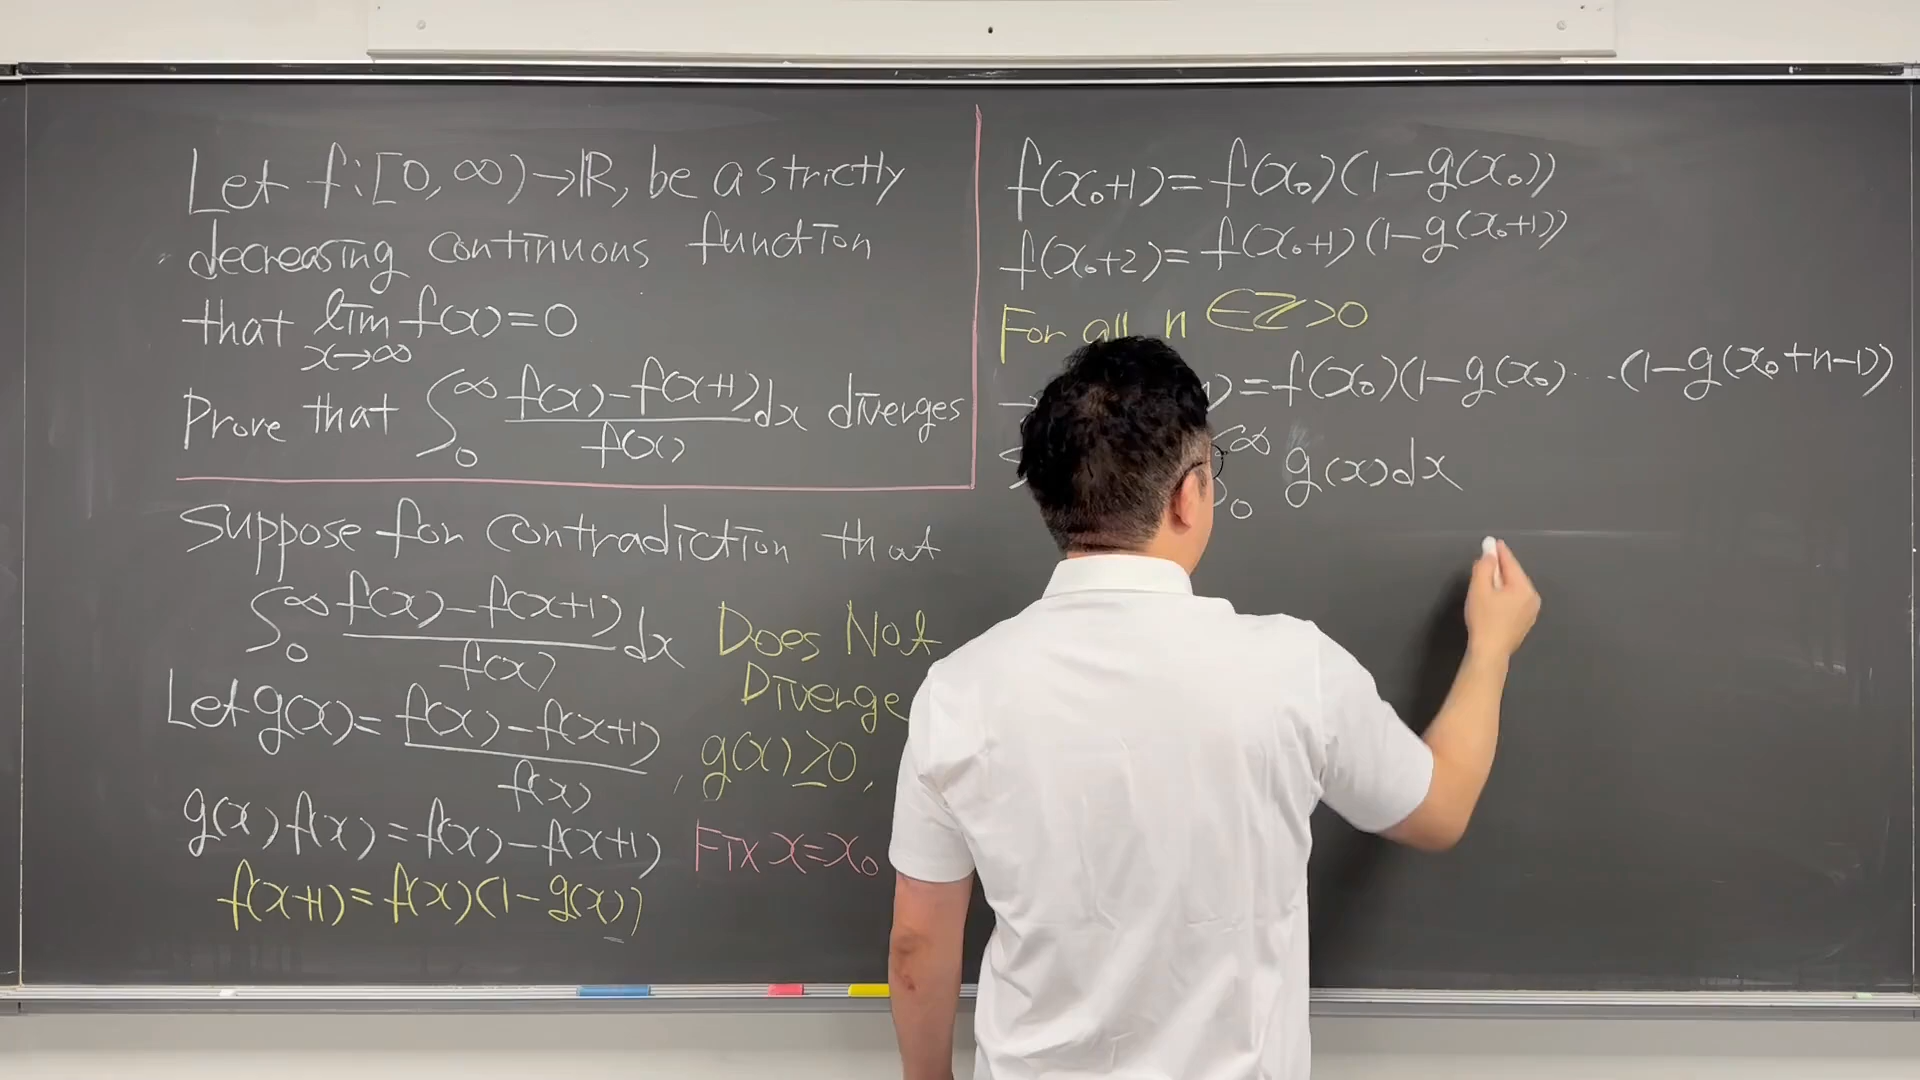 Let f:[0,∞)→ℝ, be a strictly
decreasing continuous function
that lim x→∞ f(x)=0
Prove that ∫₀^∞ (f(x)-f(x+1))/f(x) dx diverges
Suppose for contradiction that
∫₀^∞ (f(x)-f(x+1))/f(x) dx Does Not
Diverge
Let g(x)=(f(x)-f(x+1))/f(x), g(x)≥0,
g(x)f(x)=f(x)-f(x+1) Fix x=x₀
f(x+1)=f(x)(1-g(x))
f(x₀+1)=f(x₀)(1-g(x₀))
f(x₀+2)=f(x₀+1)(1-g(x₀+1))
For all n∈ℤ>0
)=f(x₀)(1-g(x₀)...(1-g(x₀+n-1))
∫₀^∞ g(x)dx